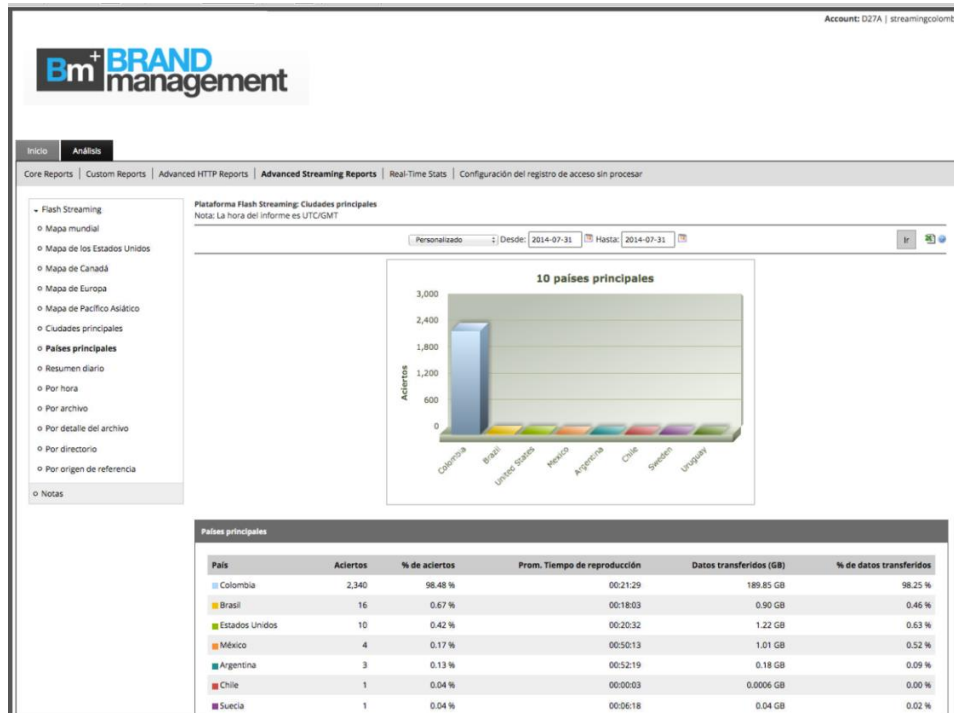 Account: D27A | streamingcolomb
Bm+ BRAND
management
Inicio Análisis
Core Reports | Custom Reports | Advanced HTTP Reports | Advanced Streaming Reports | Real-Time Stats | Configuración del registro de acceso sin procesar
Flash Streaming
Mapa mundial
Mapa de los Estados Unidos
Mapa de Canadá
Mapa de Europa
Mapa de Pacífico Asiático
Ciudades principales
Países principales
Resumen diario
Por hora
Por archivo
Por detalle del archivo
Por directorio
Por origen de referencia
Notas
Plataforma Flash Streaming: Ciudades principales
Nota: La hora del informe es UTC/GMT
Personalizado Desde: 2014-07-31 Hasta: 2014-07-31 Ir
10 países principales
Aciertos
3,000
2,400
1,800
1,200
600
0
Colombia Brazil United States Mexico Argentina Chile Sweden Uruguay
Países principales
País Aciertos % de aciertos Prom. Tiempo de reproducción Datos transferidos (GB) % de datos transferidos
Colombia 2,340 98.48 % 00:21:29 189.85 GB 98.25 %
Brasil 16 0.67 % 00:18:03 0.90 GB 0.46 %
Estados Unidos 10 0.42 % 00:20:32 1.22 GB 0.63 %
México 4 0.17 % 00:50:13 1.01 GB 0.52 %
Argentina 3 0.13 % 00:52:19 0.18 GB 0.09 %
Chile 1 0.04 % 00:00:03 0.0006 GB 0.00 %
Suecia 1 0.04 % 00:06:18 0.04 GB 0.02 %